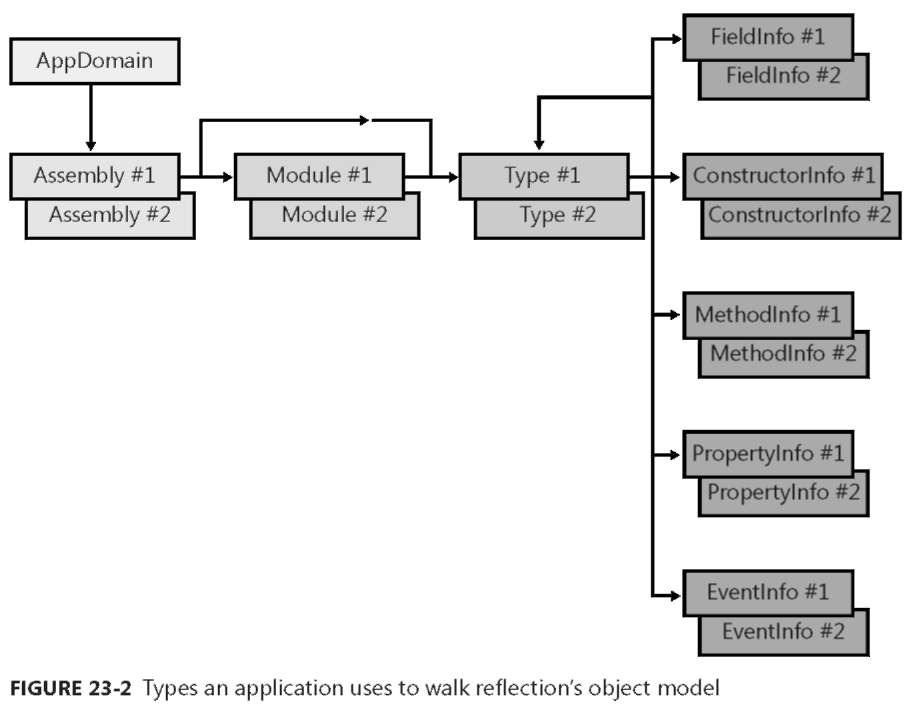 AppDomain
Assembly #1
Assembly #2
Module #1
Module #2
Type #1
Type #2
FieldInfo #1
FieldInfo #2
ConstructorInfo #1
ConstructorInfo #2
MethodInfo #1
MethodInfo #2
PropertyInfo #1
PropertyInfo #2
EventInfo #1
EventInfo #2
FIGURE 23-2 Types an application uses to walk reflection’s object model